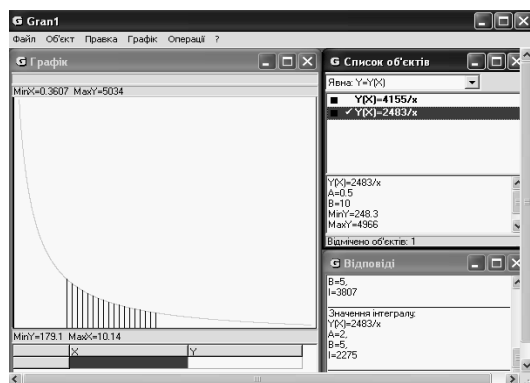 Gran1
Файл Об'єкт Правка Графік Операції ?
Графік
MinX=0.3607 MaxY=5034
MinY=179.1 MaxX=10.14
X Y
Список об'єктів
Явна: Y=Y(X)
Y(X)=4155/x
Y(X)=2483/x
Y(X)=2483/x
A=0.5
B=10
MinY=248.3
MaxY=4966
Відмічено об'єктів: 1
Відповіді
B=5,
I=3807
Значення інтегралу:
Y(X)=2483/x
A=2,
B=5,
I=2275